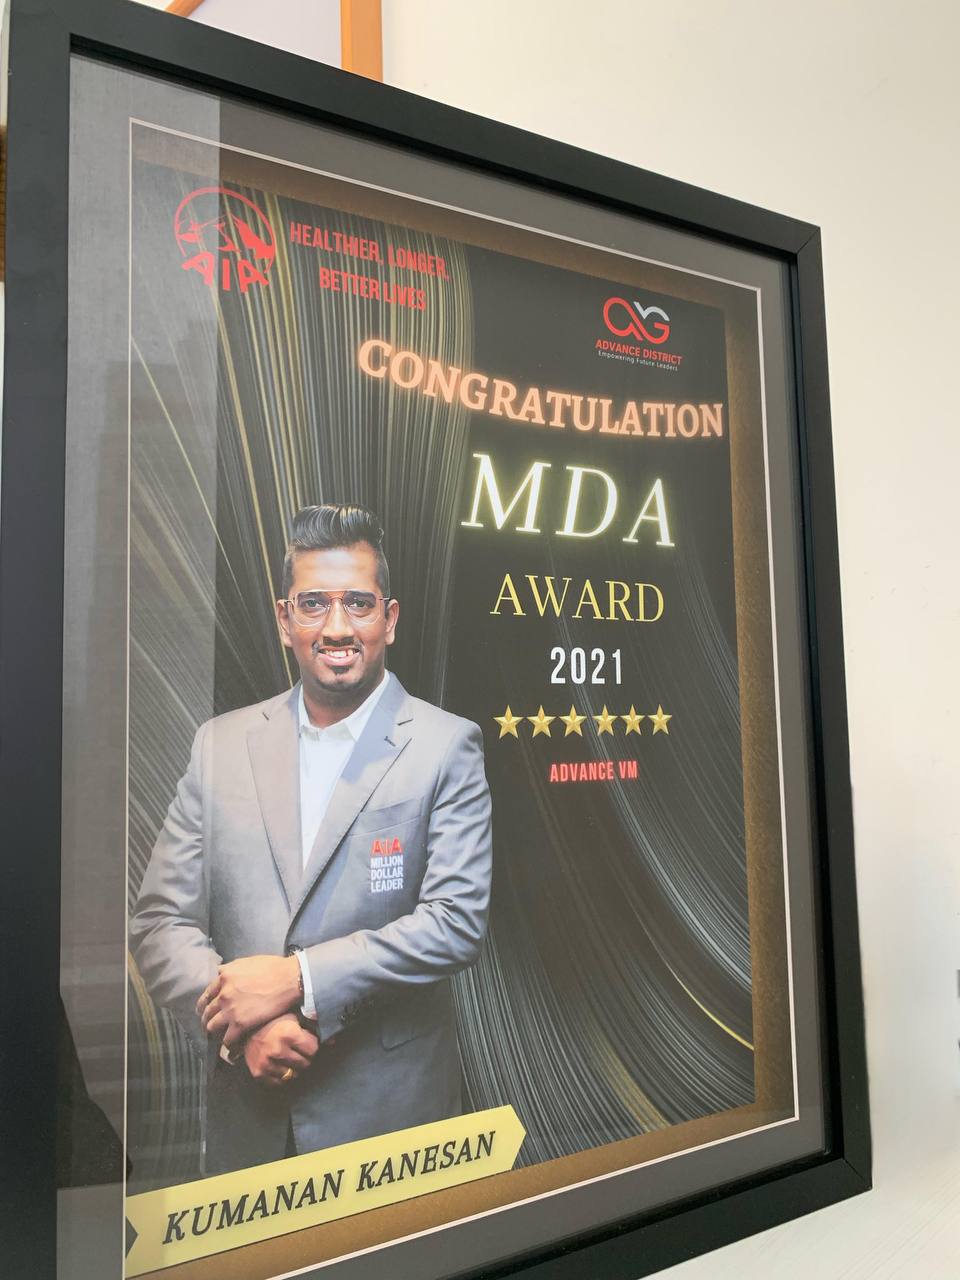 AIA
HEALTHIER, LONGER,
BETTER LIVES
ADVANCE DISTRICT
Empowering Future Leaders
CONGRATULATION
MDA
AWARD
2021
ADVANCE VM
AIA
MILLION
DOLLAR
LEADER
KUMANAN KANESAN